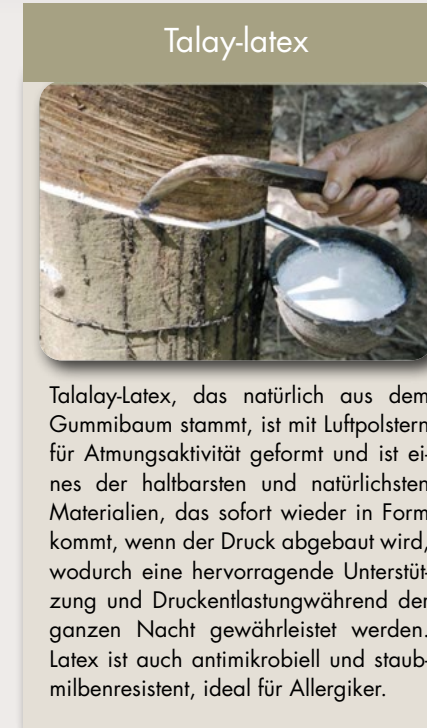 Talay-latex
Talalay-Latex, das natürlich aus dem
Gummibaum stammt, ist mit Luftpolstern
für Atmungsaktivität geformt und ist ei-
nes der haltbarsten und natürlichsten
Materialien, das sofort wieder in Form
kommt, wenn der Druck abgebaut wird,
wodurch eine hervorragende Unterstüt-
zung und Druckentlastungwährend der
ganzen Nacht gewährleistet werden.
Latex ist auch antimikrobiell und staub-
milbenresistent, ideal für Allergiker.